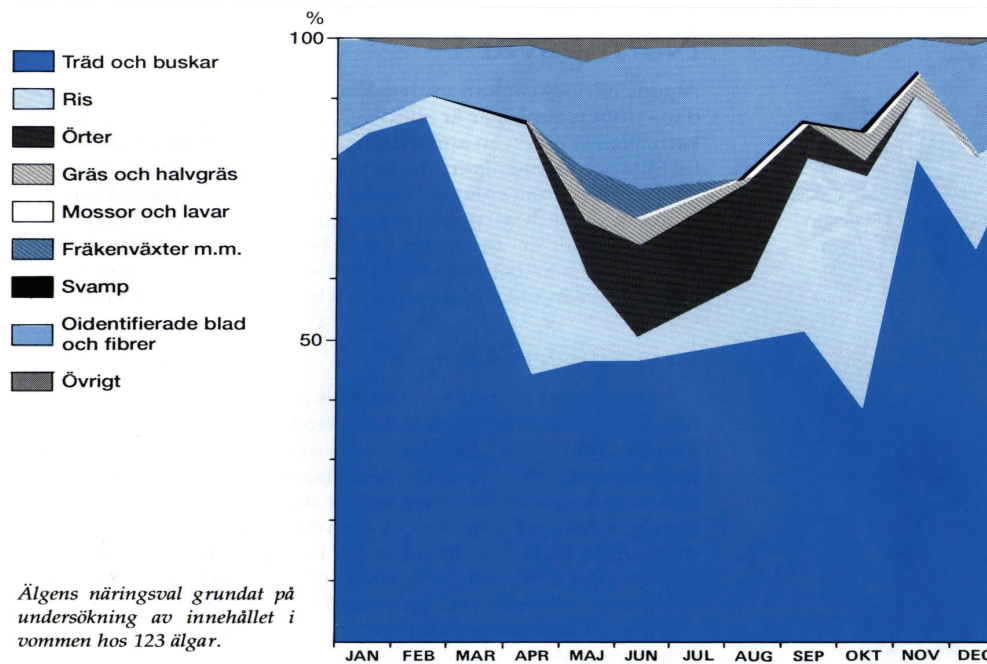 %
100
50
Träd och buskar
Ris
Örter
Gräs och halvgräs
Mossor och lavar
Fräkenväxter m.m.
Svamp
Oidentifierade blad
och fibrer
Övrigt
Älgens näringsval grundat på
undersökning av innehållet i
vommen hos 123 älgar.
JAN FEB MAR APR MAJ JUN JUL AUG SEP OKT NOV DEC